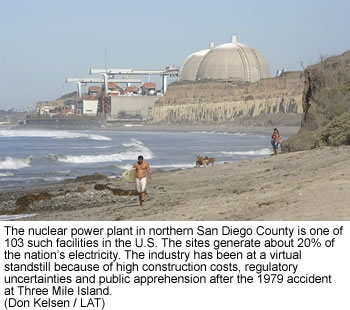 The nuclear power plant in northern San Diego County is one of
103 such facilities in the U.S. The sites generate about 20% of
the nation's electricity. The industry has been at a virtual
standstill because of high construction costs, regulatory
uncertainties and public apprehension after the 1979 accident
at Three Mile Island.
(Don Kelsen / LAT)